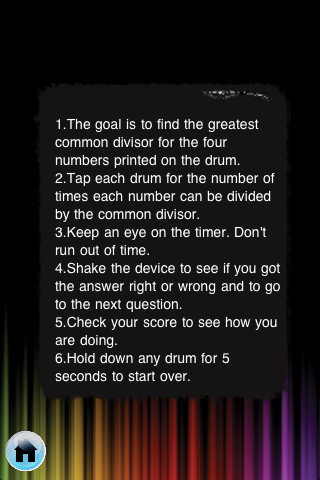 1.The goal is to find the greatest
common divisor for the four
numbers printed on the drum.
2.Tap each drum for the number of
times each number can be divided
by the common divisor.
3.Keep an eye on the timer. Don't
run out of time.
4.Shake the device to see if you got
the answer right or wrong and to go
to the next question.
5.Check your score to see how you
are doing.
6.Hold down any drum for 5
seconds to start over.